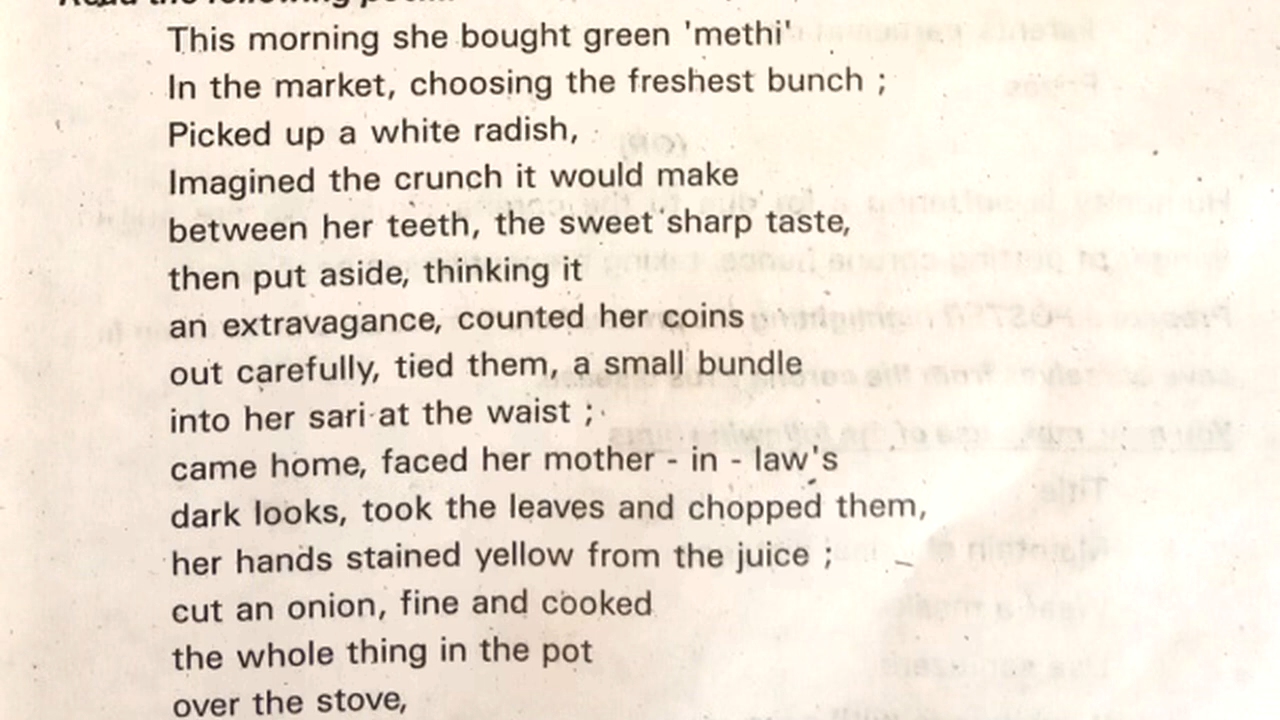 Read the following poem.
This morning she bought green 'methi'
In the market, choosing the freshest bunch ;
Picked up a white radish,
Imagined the crunch it would make
between her teeth, the sweet sharp taste,
then put aside, thinking it
an extravagance, counted her coins
out carefully, tied them, a small bundle
into her sari at the waist ;
came home, faced her mother - in - law's
dark looks, took the leaves and chopped them,
her hands stained yellow from the juice ;
cut an onion, fine and cooked
the whole thing in the pot
over the stove,